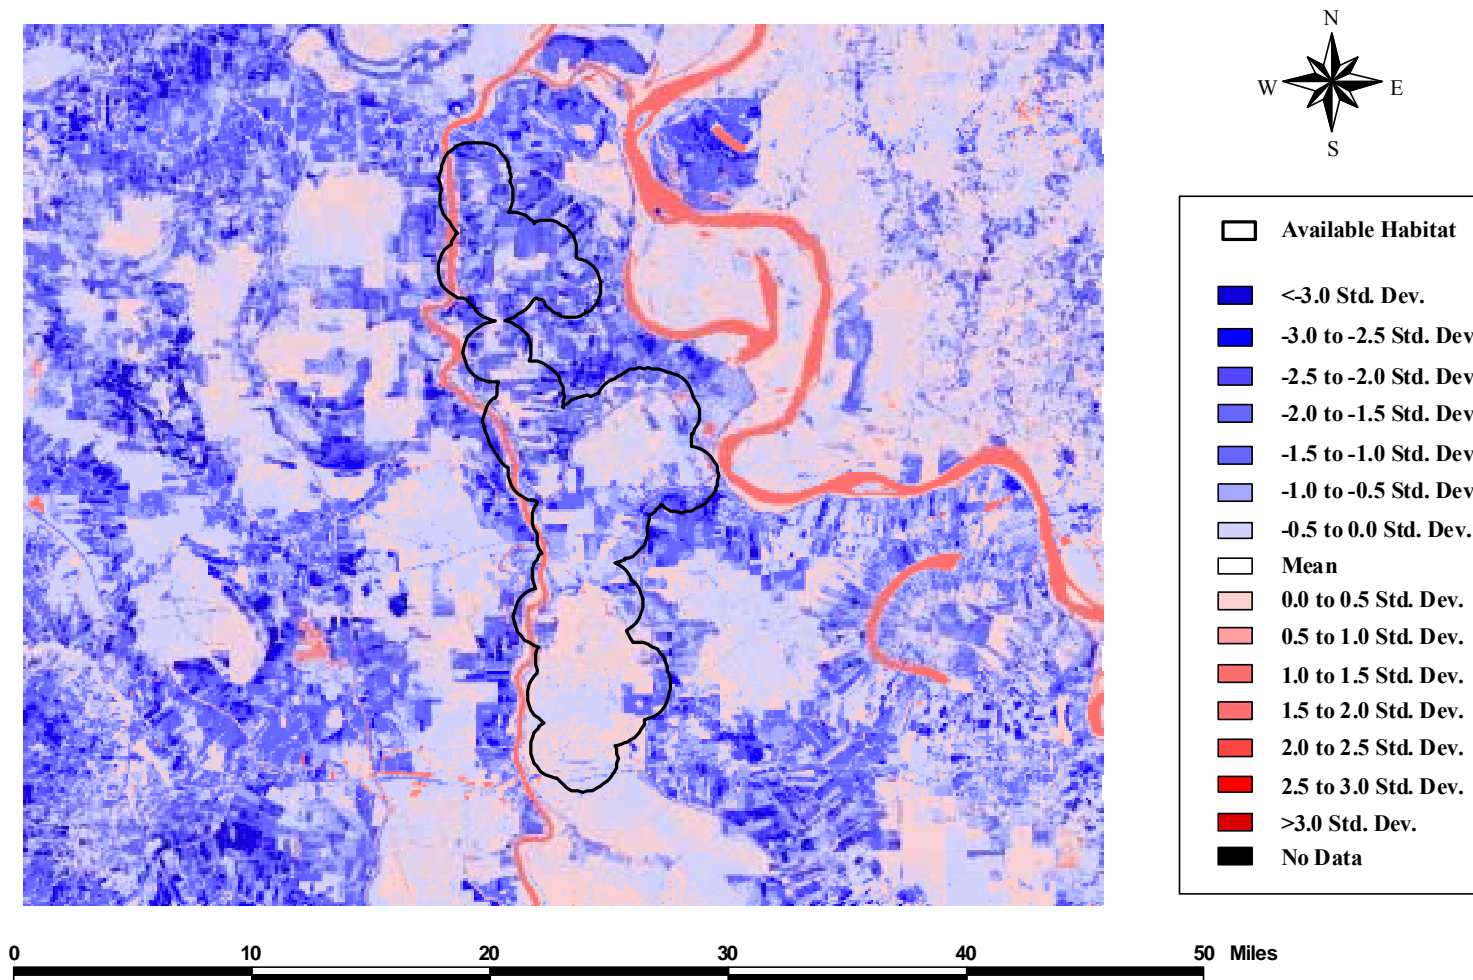 N
W E
S
Available Habitat
<-3.0 Std. Dev.
-3.0 to -2.5 Std. Dev
-2.5 to -2.0 Std. Dev
-2.0 to -1.5 Std. Dev
-1.5 to -1.0 Std. Dev
-1.0 to -0.5 Std. Dev
-0.5 to 0.0 Std. Dev.
Mean
0.0 to 0.5 Std. Dev.
0.5 to 1.0 Std. Dev.
1.0 to 1.5 Std. Dev.
1.5 to 2.0 Std. Dev.
2.0 to 2.5 Std. Dev.
2.5 to 3.0 Std. Dev.
>3.0 Std. Dev.
No Data
0 10 20 30 40 50 Miles